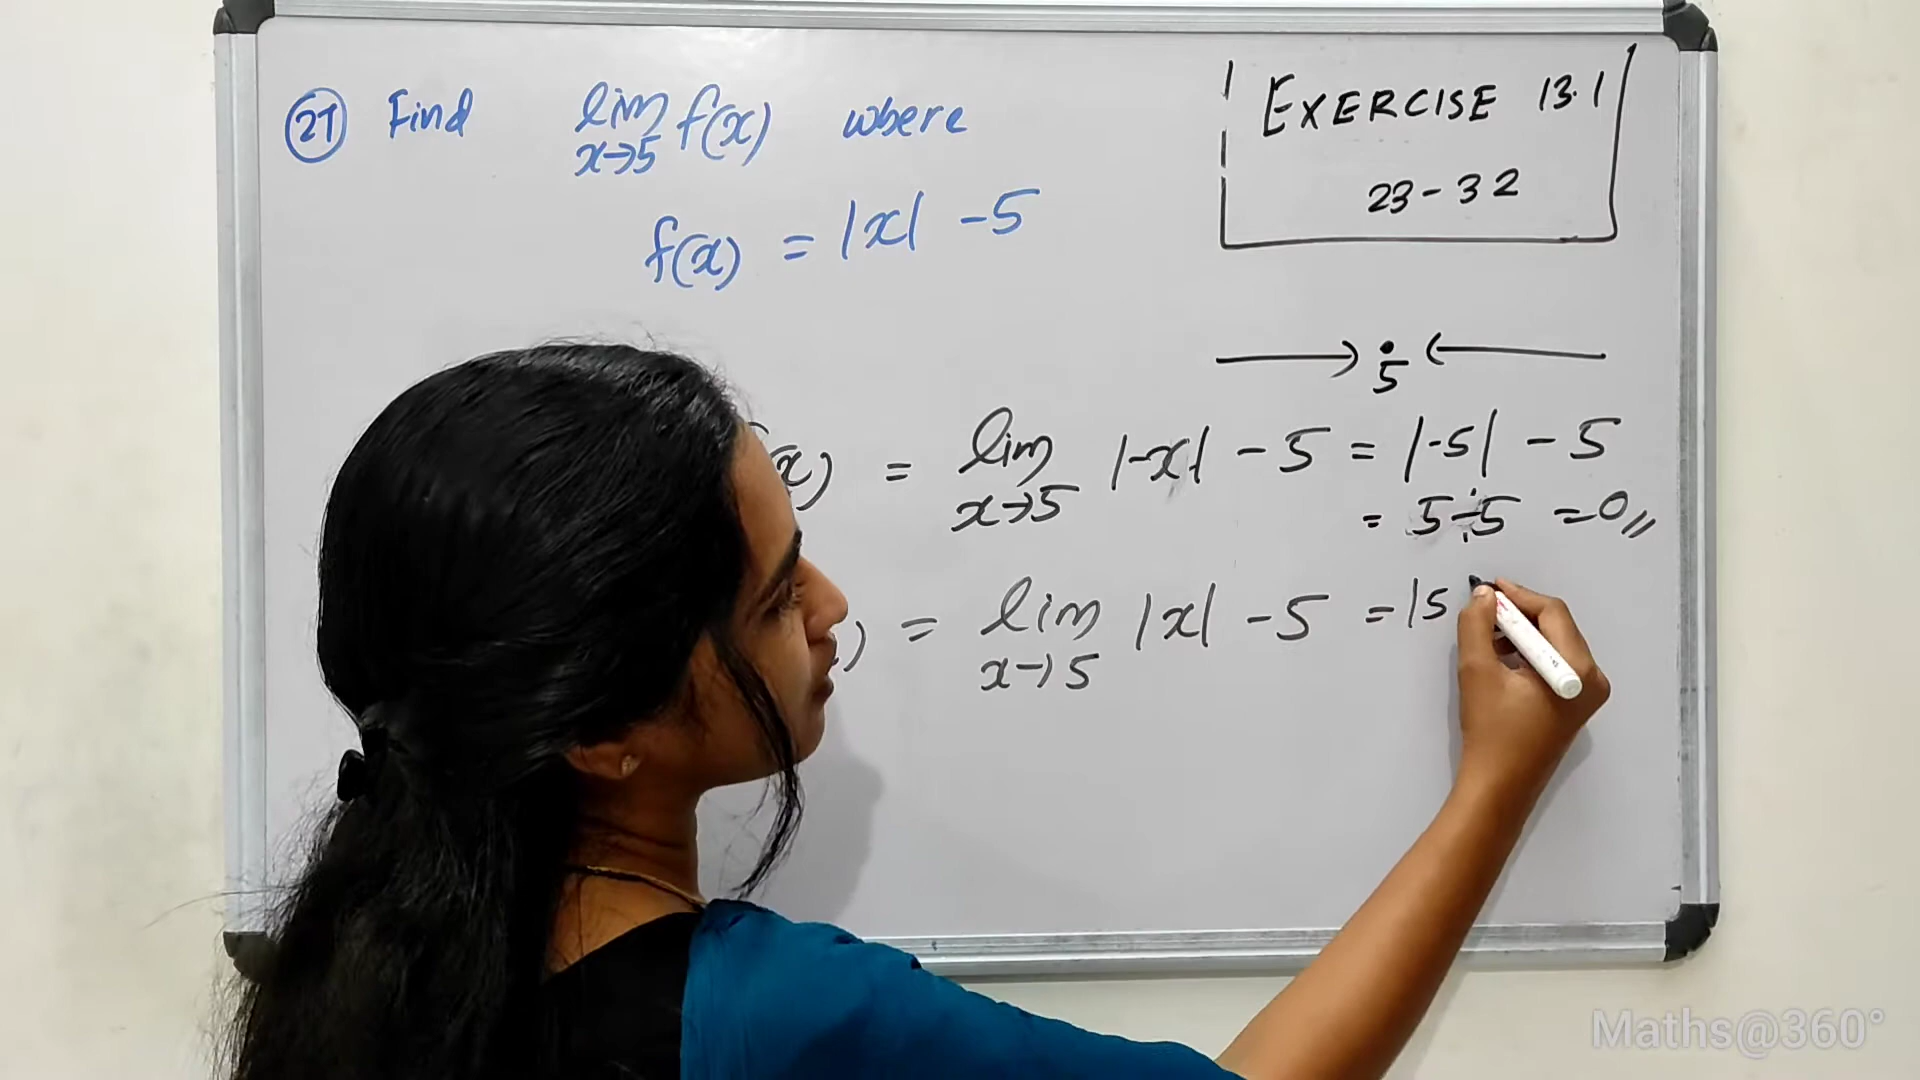 27 Find lim f(x) where
x→5
f(x) = |x| -5
EXERCISE 13.1
23-32
5
(x) = lim |-x| -5 = |-5| -5
x→5
= 5-5 =0
) = lim |x| -5 = |5
x→5
Maths@360°